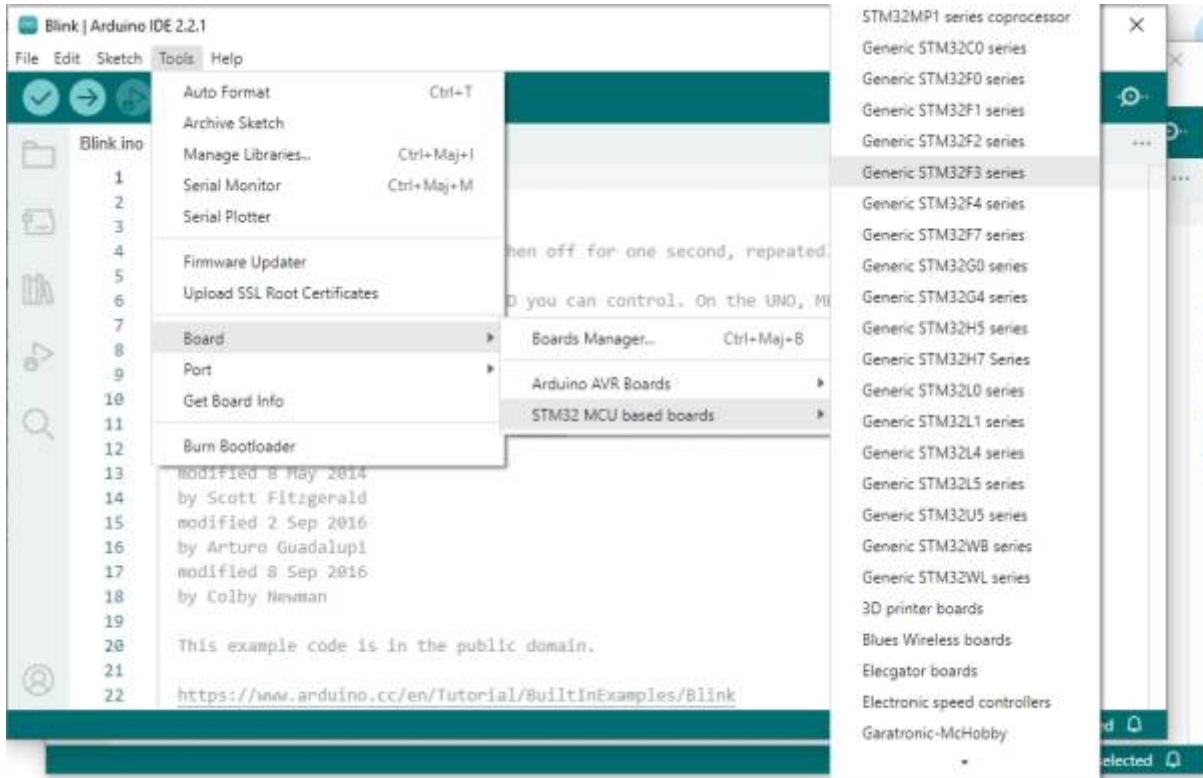 Blink | Arduino IDE 2.2.1
File Edit Sketch Tools Help
Blink.ino
Auto Format Ctrl+T
Archive Sketch
Manage Libraries... Ctrl+Maj+I
Serial Monitor Ctrl+Maj+M
Serial Plotter
Firmware Updater
Upload SSL Root Certificates
Board
Port
Get Board Info
Burn Bootloader
Boards Manager... Ctrl+Maj+B
Arduino AVR Boards
STM32 MCU based boards
STM32MP1 series coprocessor
Generic STM32C0 series
Generic STM32F0 series
Generic STM32F1 series
Generic STM32F2 series
Generic STM32F3 series
Generic STM32F4 series
Generic STM32F7 series
Generic STM32G0 series
Generic STM32G4 series
Generic STM32H5 series
Generic STM32H7 Series
Generic STM32L0 series
Generic STM32L1 series
Generic STM32L4 series
Generic STM32L5 series
Generic STM32U5 series
Generic STM32WB series
Generic STM32WL series
3D printer boards
Blues Wireless boards
Elecgator boards
Electronic speed controllers
Garatronic-McHobby
1
2
3
4 hen off for one second, repeated
5
6 D you can control. On the UNO, M
7
8
9
10
11
12
13 modified 8 May 2014
14 by Scott Fitzgerald
15 modified 2 Sep 2016
16 by Arturo Guadalupi
17 modified 8 Sep 2016
18 by Colby Newman
19
20 This example code is in the public domain.
21
22 https://www.arduino.cc/en/Tutorial/BuiltInExamples/Blink
elected